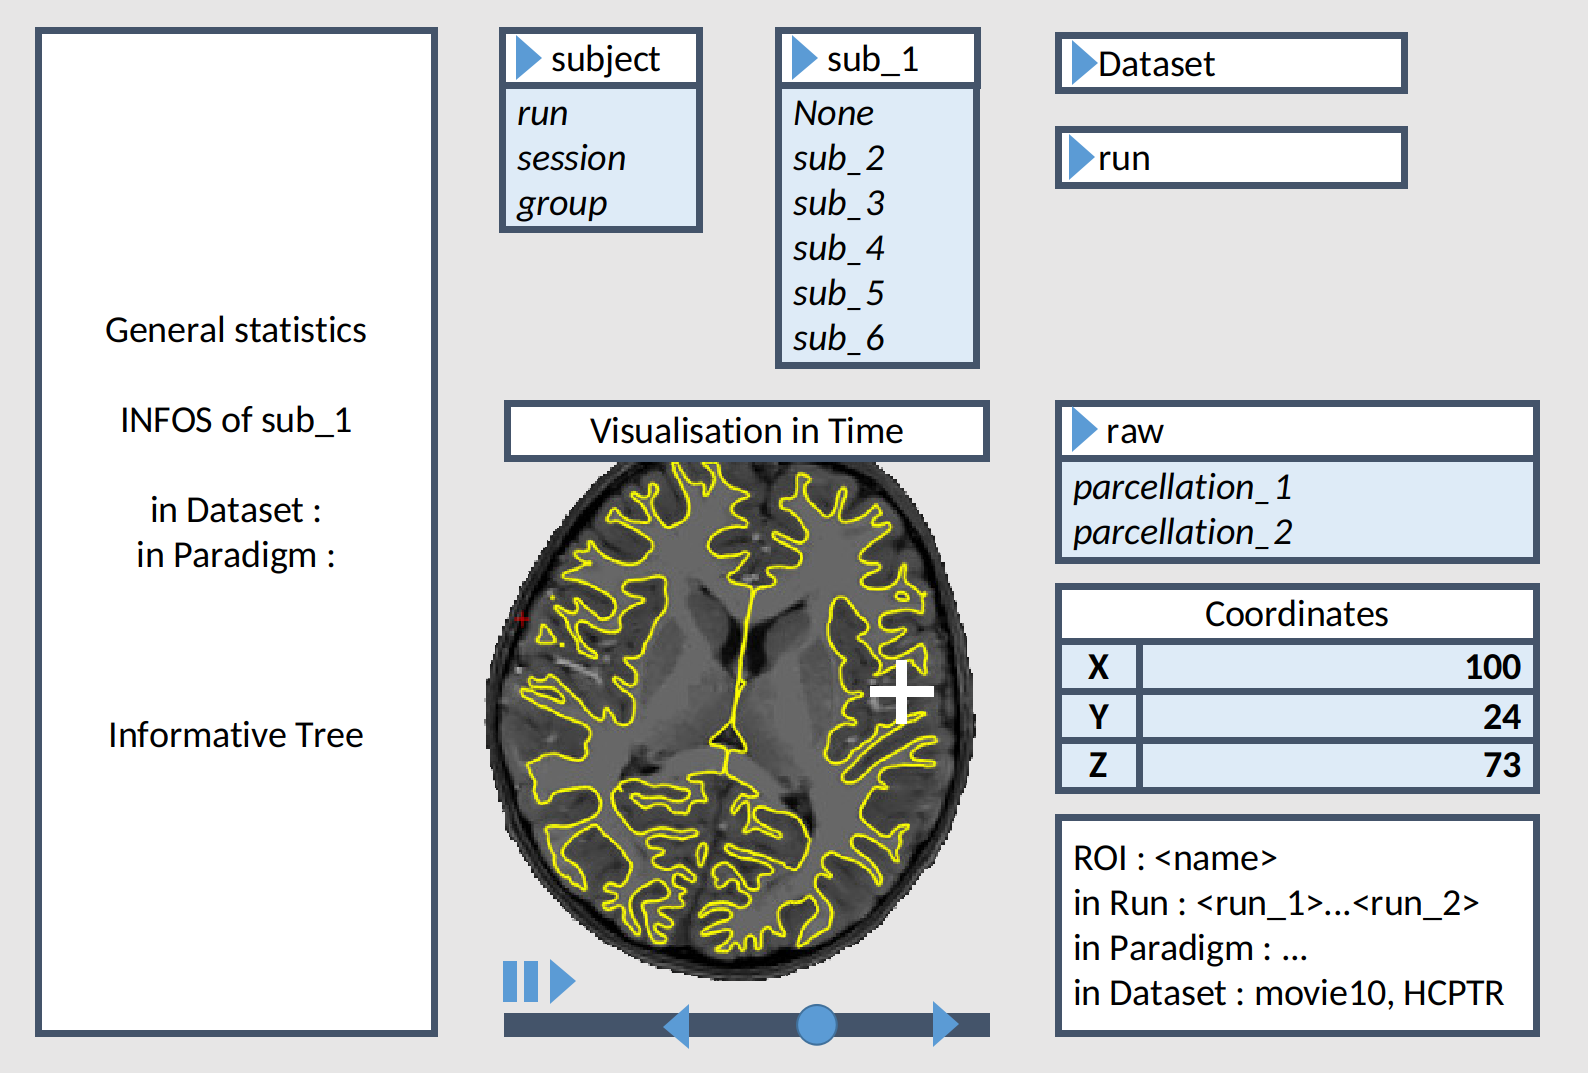 General statistics
INFOS of sub_1
in Dataset :
in Paradigm :
Informative Tree
subject
run
session
group
sub_1
None
sub_2
sub_3
sub_4
sub_5
sub_6
Dataset
run
Visualisation in Time
raw
parcellation_1
parcellation_2
Coordinates
X 100
Y 24
Z 73
ROI : <name>
in Run : <run_1>...<run_2>
in Paradigm : ...
in Dataset : movie10, HCPTR